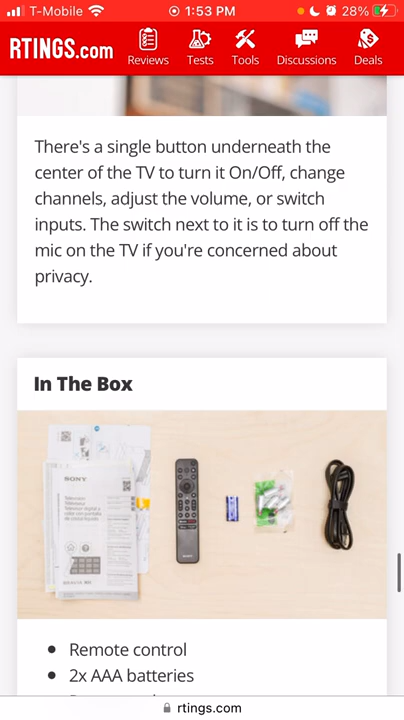 T-Mobile 1:53 PM 28%
RTINGS.com
Reviews Tests Tools Discussions Deals
There's a single button underneath the
center of the TV to turn it On/Off, change
channels, adjust the volume, or switch
inputs. The switch next to it is to turn off the
mic on the TV if you're concerned about
privacy.
In The Box
SONY
Remote control
2x AAA batteries
rtings.com